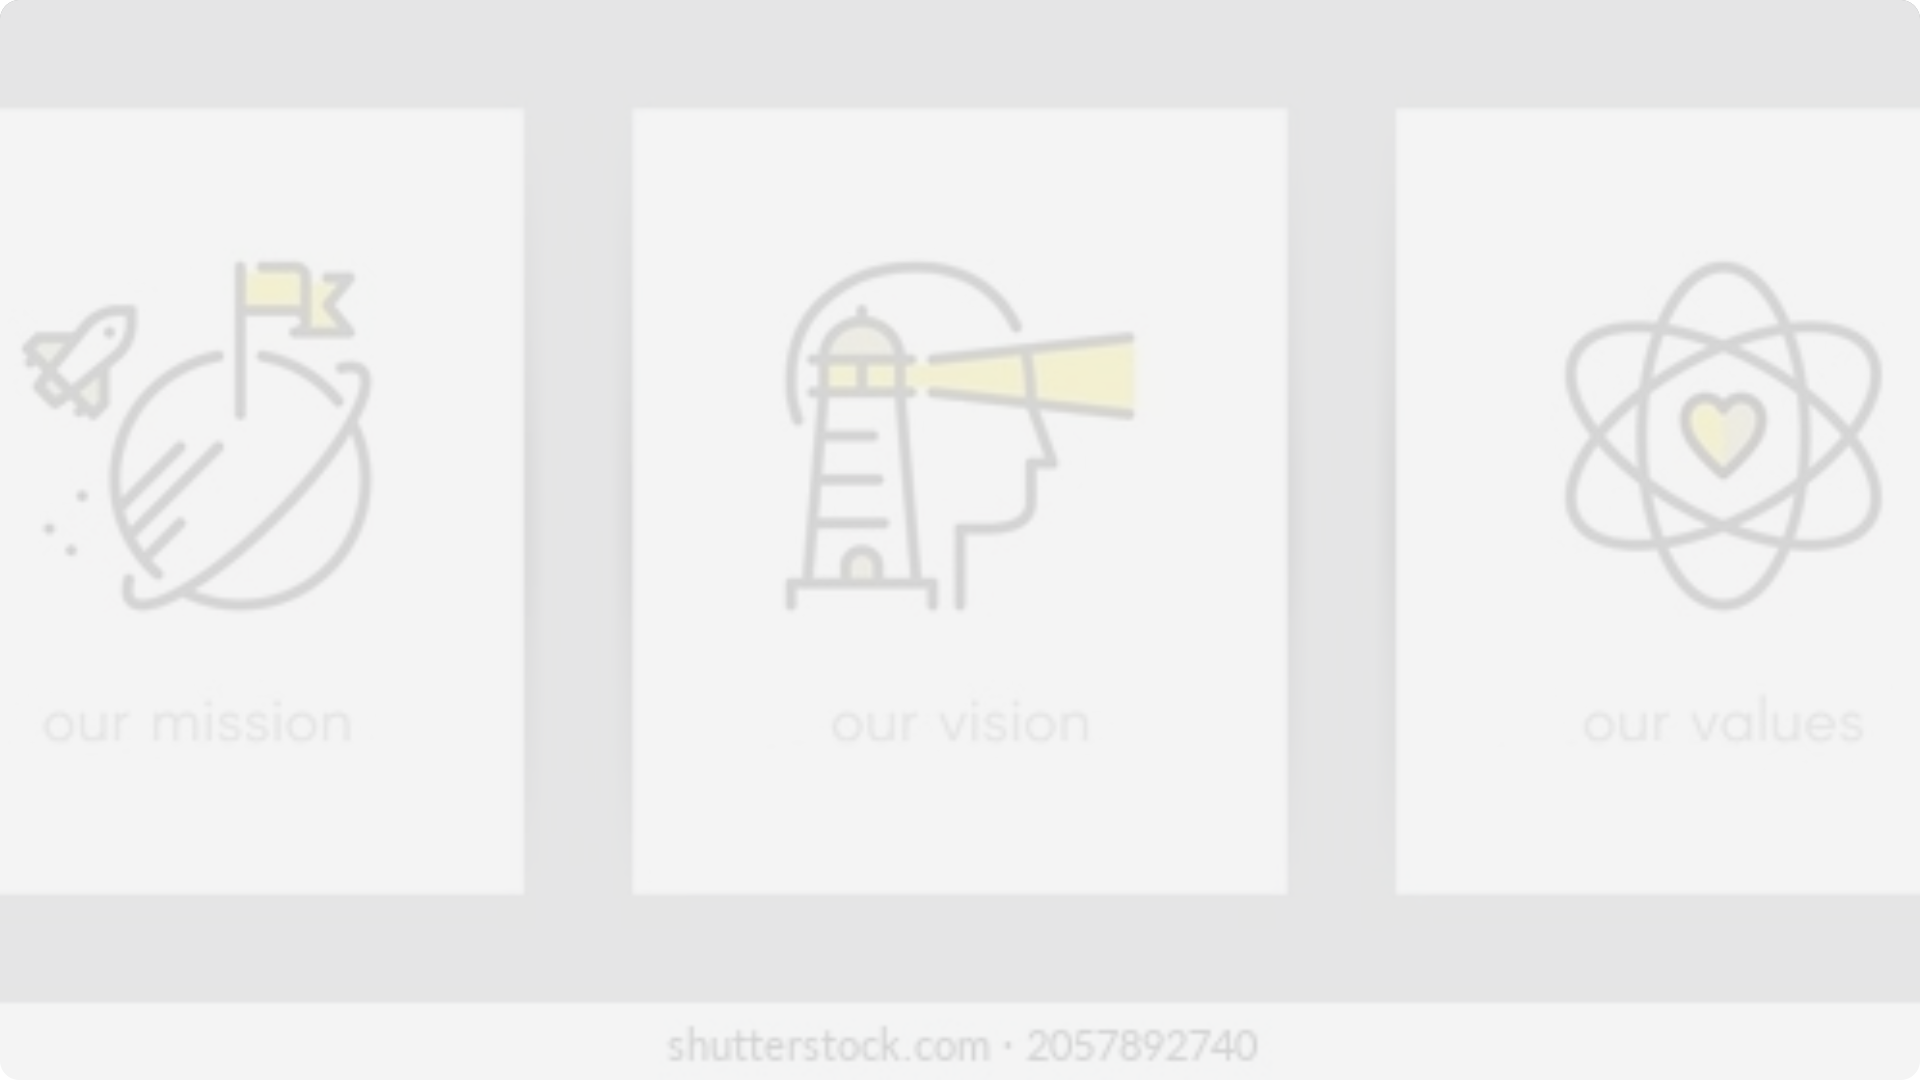 our mission
our vision
our values
shutterstock.com · 2057892740